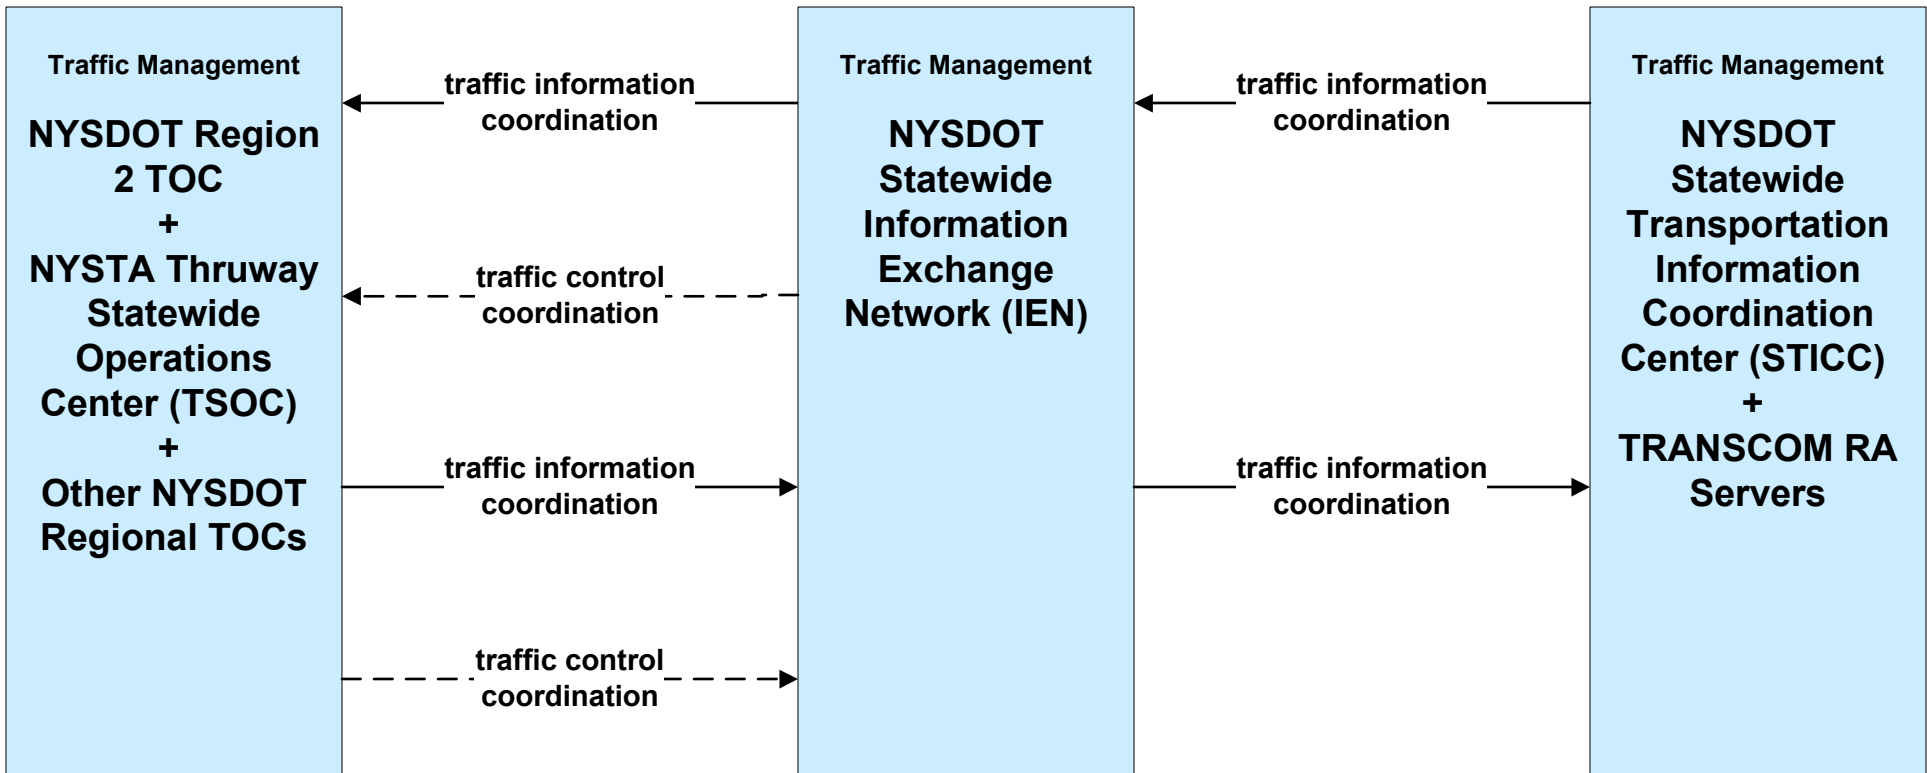 Traffic Management
NYSDOT Region
2 TOC
+
NYSTA Thruway
Statewide
Operations
Center (TSOC)
+
Other NYSDOT
Regional TOCs
traffic information
coordination
traffic control
coordination
traffic information
coordination
traffic control
coordination
Traffic Management
NYSDOT
Statewide
Information
Exchange
Network (IEN)
traffic information
coordination
traffic information
coordination
Traffic Management
NYSDOT
Statewide
Transportation
Information
Coordination
Center (STICC)
+
TRANSCOM RA
Servers